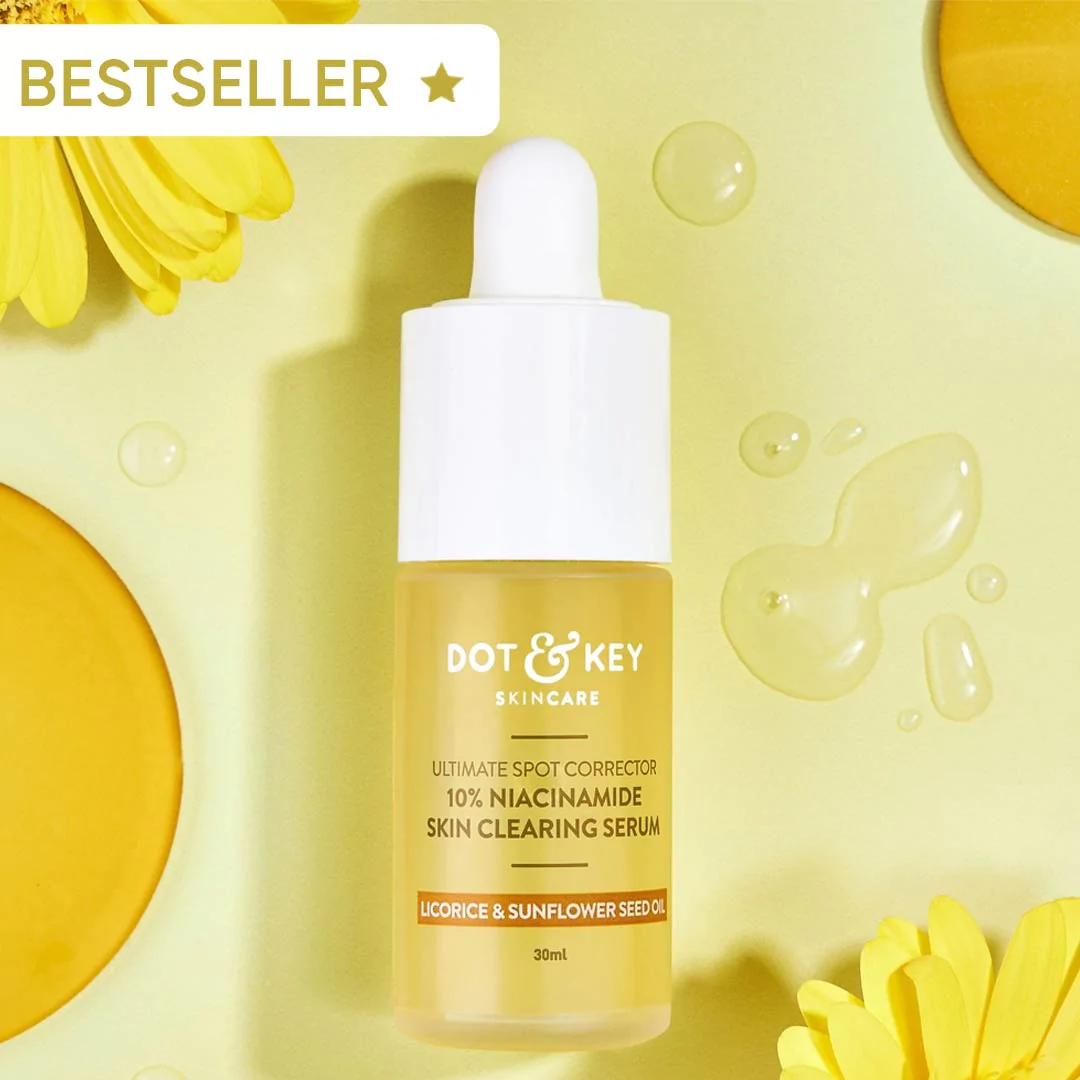 BESTSELLER
DOT & KEY
SKINCARE
ULTIMATE SPOT CORRECTOR
10% NIACINAMIDE
SKIN CLEARING SERUM
LICORICE & SUNFLOWER SEED OIL
30ml